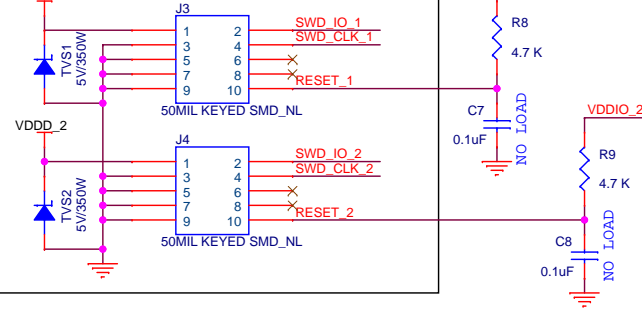 J3
1 2
3 4
5 6
7 8
9 10
SWD_IO_1
SWD_CLK_1
RESET_1
50MIL KEYED SMD_NL
TVS1
5V/350W
R8
4.7 K
C7
0.1uF
NO LOAD
VDDD_2
J4
1 2
3 4
5 6
7 8
9 10
SWD_IO_2
SWD_CLK_2
RESET_2
50MIL KEYED SMD_NL
TVS2
5V/350W
VDDIO_2
R9
4.7 K
C8
0.1uF
NO LOAD